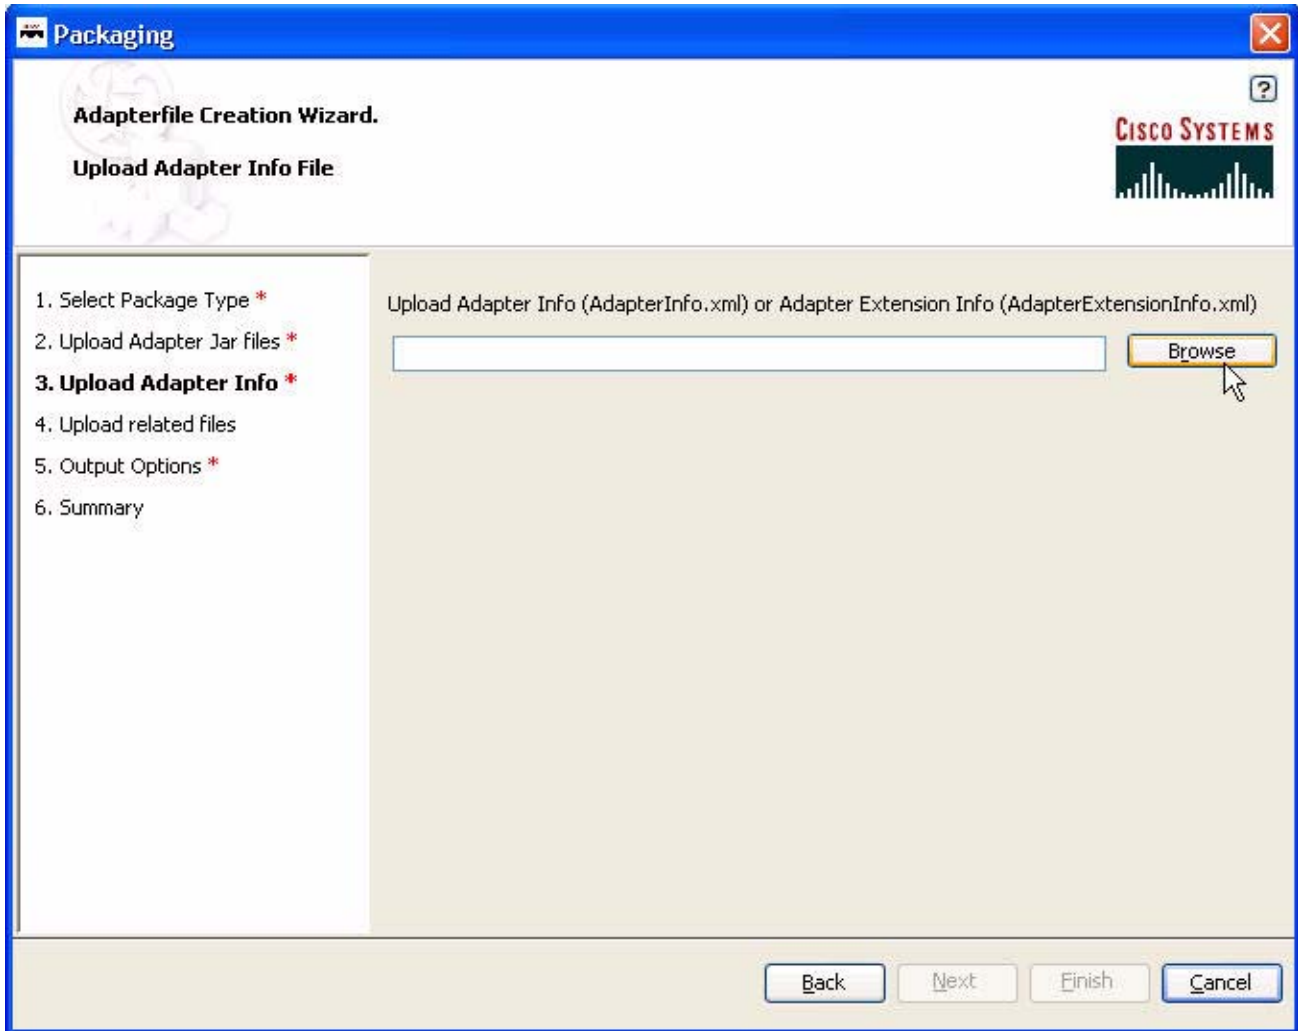 Packaging
Adapterfile Creation Wizard.
Upload Adapter Info File
?
CISCO SYSTEMS
1. Select Package Type *
2. Upload Adapter Jar files *
3. Upload Adapter Info *
4. Upload related files
5. Output Options *
6. Summary
Upload Adapter Info (AdapterInfo.xml) or Adapter Extension Info (AdapterExtensionInfo.xml)
Browse
Back Next Finish Cancel